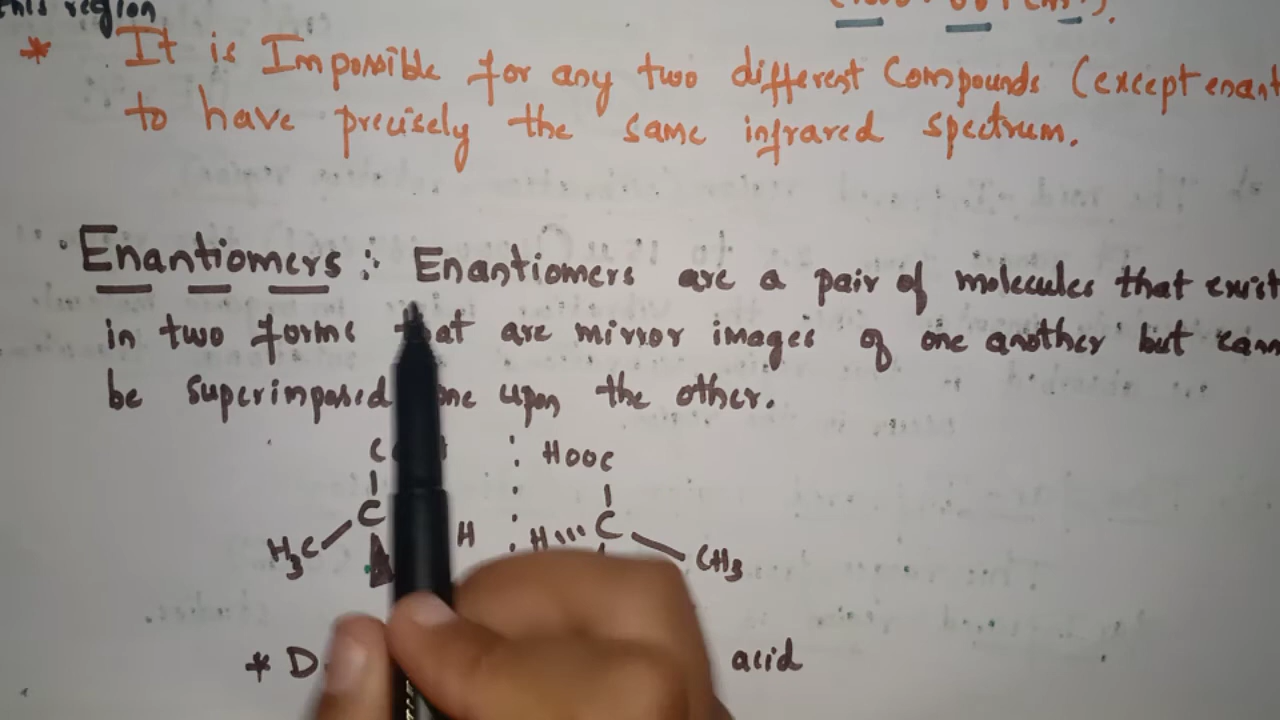 this region
* It is Impossible for any two different Compounds (except enant
to have precisely the same infrared spectrum.
Enantiomers : Enantiomers are a pair of molecules that exist
in two forms that are mirror images of one another but cann
be superimposed one upon the other.
C H HOOC
C C
H3C H H CH3
* D acid